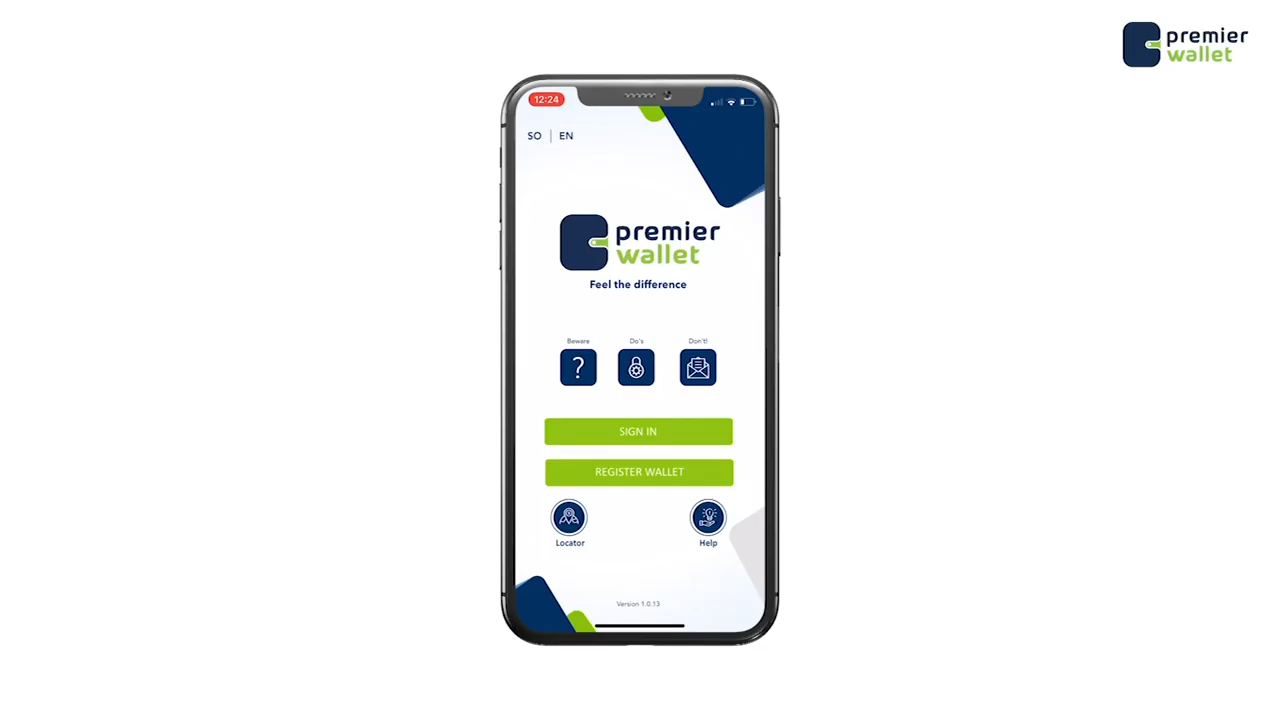 premier
wallet
12:24
SO | EN
premier
wallet
Feel the difference
Beware
Do's
Don't!
SIGN IN
REGISTER WALLET
Locator
Help
Version 1.0.13